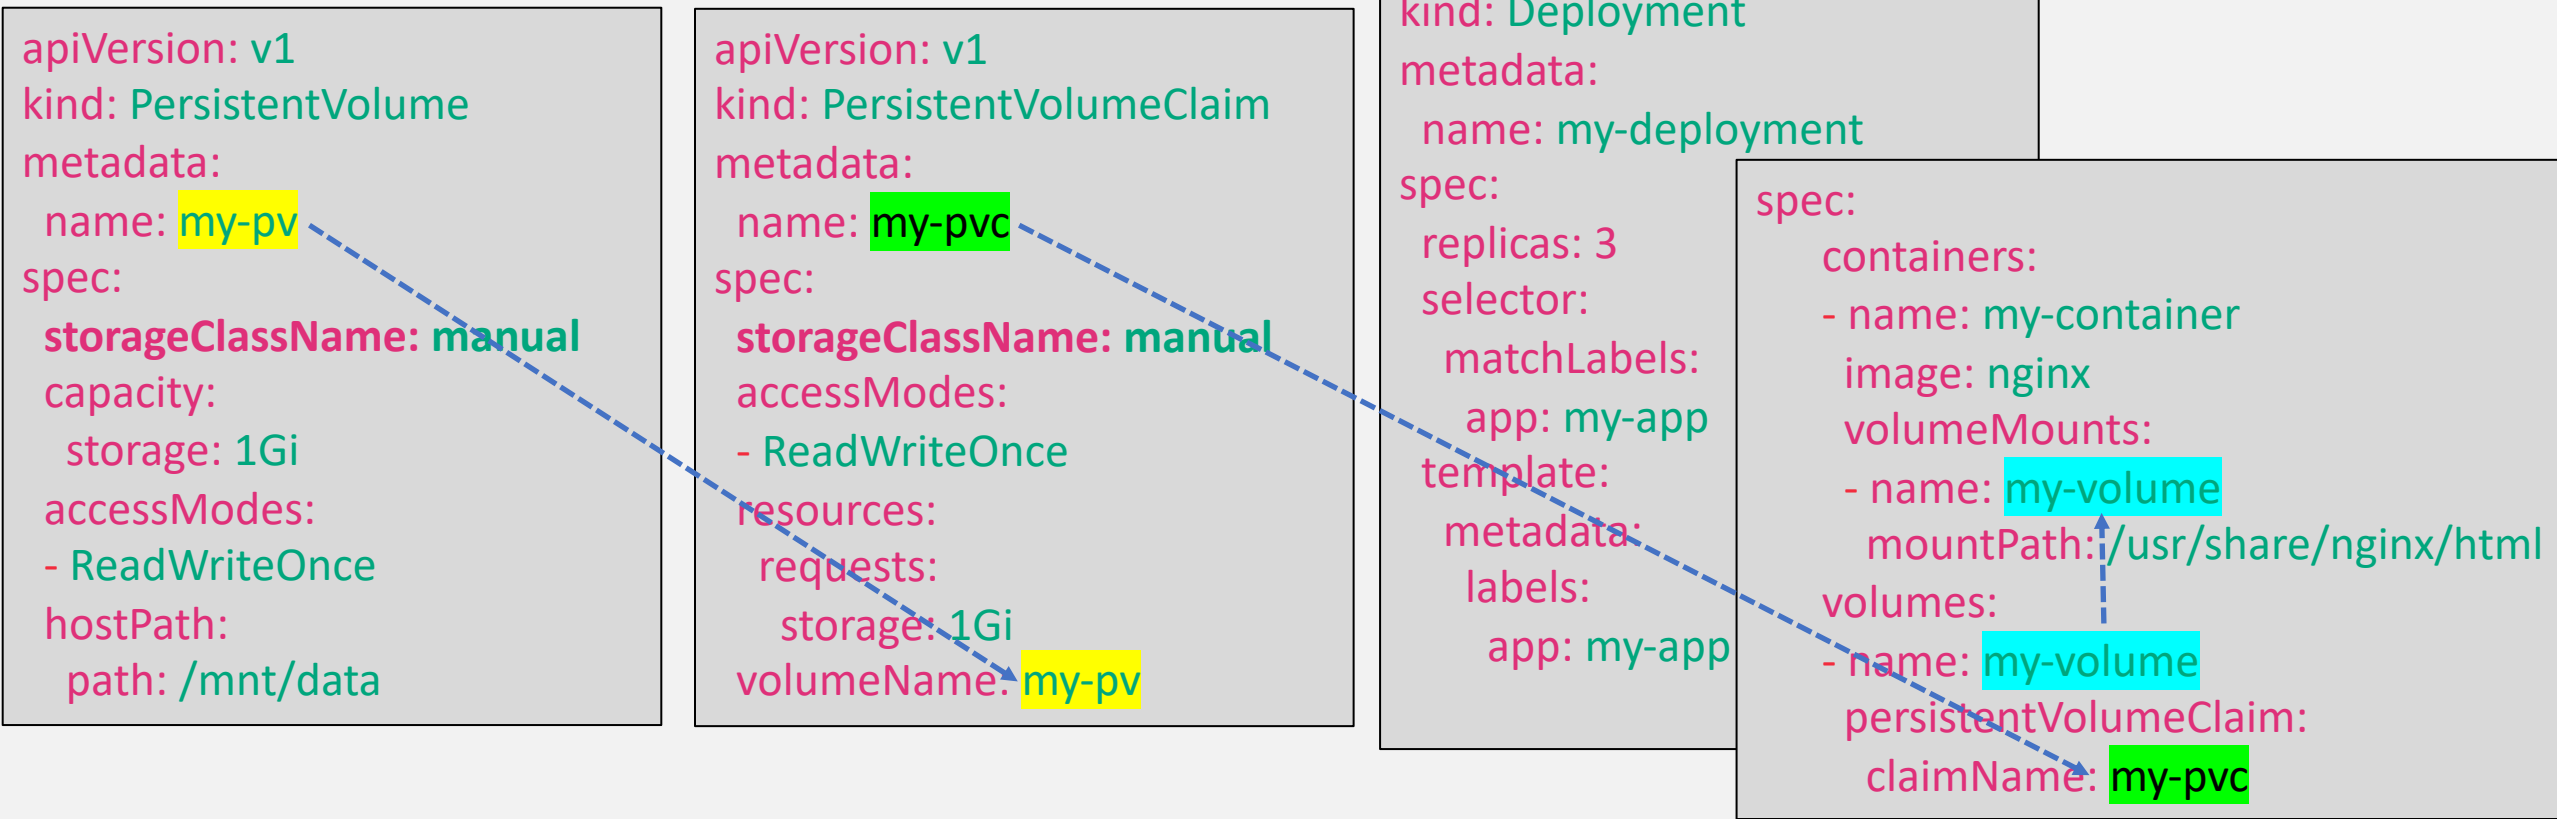 apiVersion: v1
kind: PersistentVolume
metadata:
  name: my-pv
spec:
  storageClassName: manual
  capacity:
    storage: 1Gi
  accessModes:
  - ReadWriteOnce
  hostPath:
    path: /mnt/data
apiVersion: v1
kind: PersistentVolumeClaim
metadata:
  name: my-pvc
spec:
  storageClassName: manual
  accessModes:
  - ReadWriteOnce
  resources:
    requests:
      storage: 1Gi
  volumeName: my-pv
kind: Deployment
metadata:
  name: my-deployment
spec:
  replicas: 3
  selector:
    matchLabels:
      app: my-app
  template:
    metadata:
      labels:
        app: my-app
spec:
      containers:
      - name: my-container
        image: nginx
        volumeMounts:
        - name: my-volume
          mountPath: /usr/share/nginx/html
      volumes:
      - name: my-volume
        persistentVolumeClaim:
          claimName: my-pvc